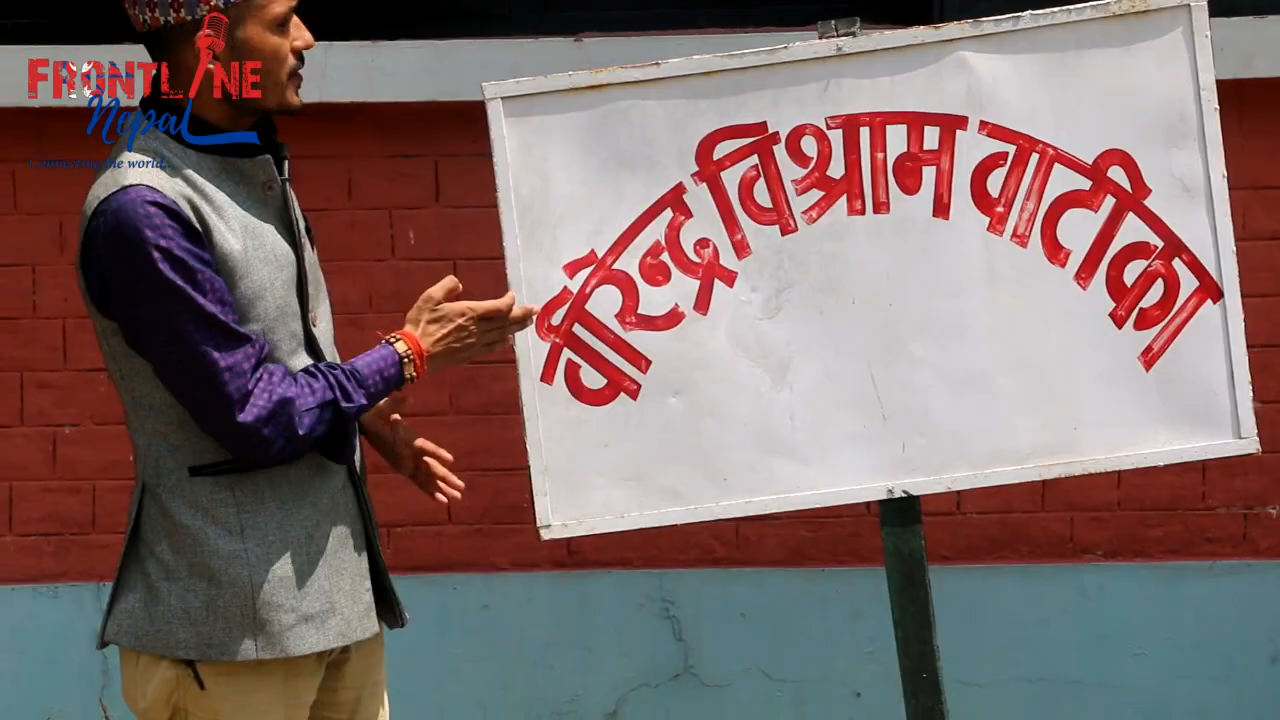 FRONTLINE
Nepal
Connecting the world...
वीरेन्द्र विश्राम वाटीका